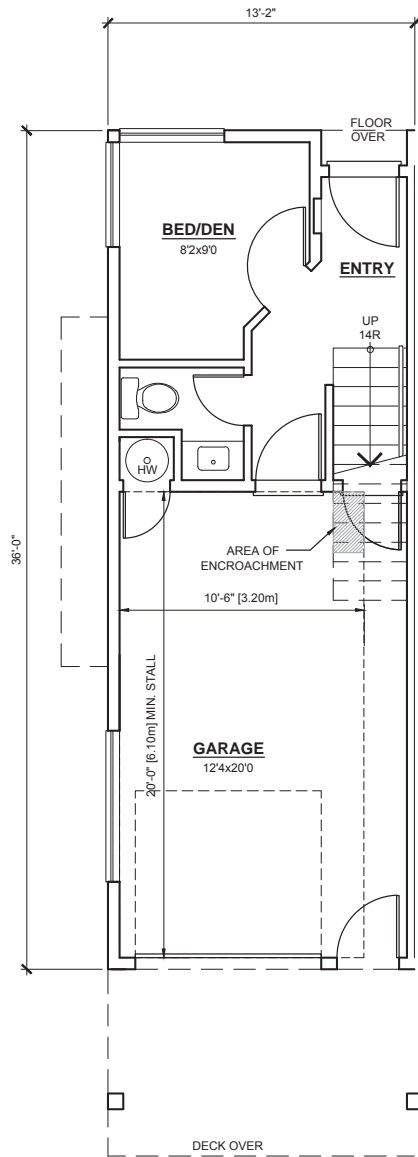 13'-2"
FLOOR
OVER
BED/DEN
8'2x9'0
ENTRY
UP
14R
HW
36'-0"
AREA OF
ENCROACHMENT
10'-6" [3.20m]
20'-0" [6.10m] MIN. STALL
GARAGE
12'4x20'0
DECK OVER